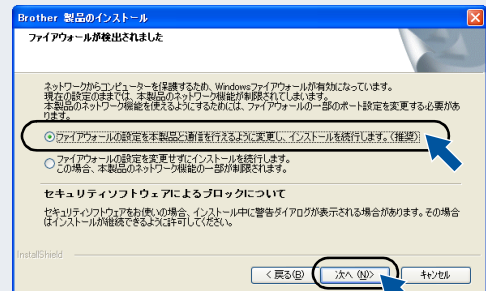 Brother 製品のインストール
ファイアウォールが検出されました
ネットワークからコンピューターを保護するため、Windowsファイアウォールが有効になっています。
現在の設定のままでは、本製品のネットワーク機能が制限されてしまいます。
本製品のネットワーク機能を使えるようにするためには、ファイアウォールの一部のポート設定を変更する必要があ
ります。
ファイアウォールの設定を本製品と通信を行えるように変更し、インストールを続行します。(推奨)
ファイアウォールの設定を変更せずにインストールを続行します。
この場合、本製品のネットワーク機能の一部が制限されます。
セキュリティソフトウェアによるブロックについて
セキュリティソフトウェアをお使いの場合、インストール中に警告ダイアログが表示される場合があります。その場合
はインストールが継続できるように許可してください。
InstallShield
< 戻る(B)
次へ (N)>
キャンセル